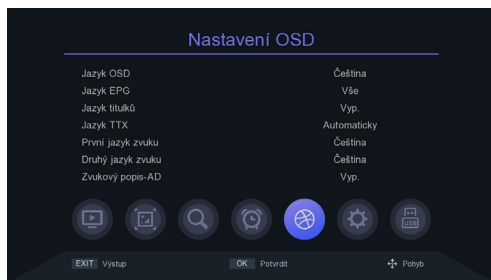 Nastavení OSD
Jazyk OSD Čeština
Jazyk EPG Vše
Jazyk titulků Vyp.
Jazyk TTX Automaticky
První jazyk zvuku Čeština
Druhý jazyk zvuku Čeština
Zvukový popis-AD Vyp.
USB
EXIT Výstup OK Potvrdit Pohyb